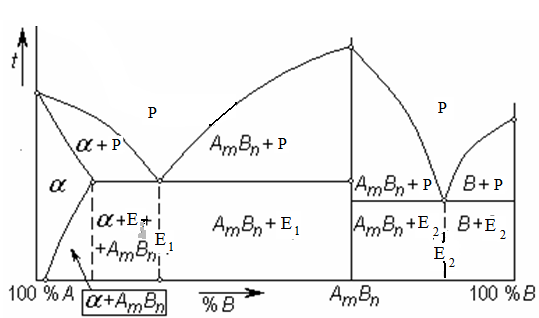 t
P
P
α + P
AmBn + P
AmBn + P
B + P
α
α + E1 +
+ AmBn
E1
AmBn + E1
AmBn + E2
E2
B + E2
100 % A
α + AmBn
% B
AmBn
100 % B